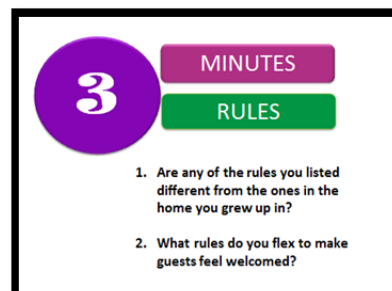 3
MINUTES
RULES
1. Are any of the rules you listed
different from the ones in the
home you grew up in?
2. What rules do you flex to make
guests feel welcomed?